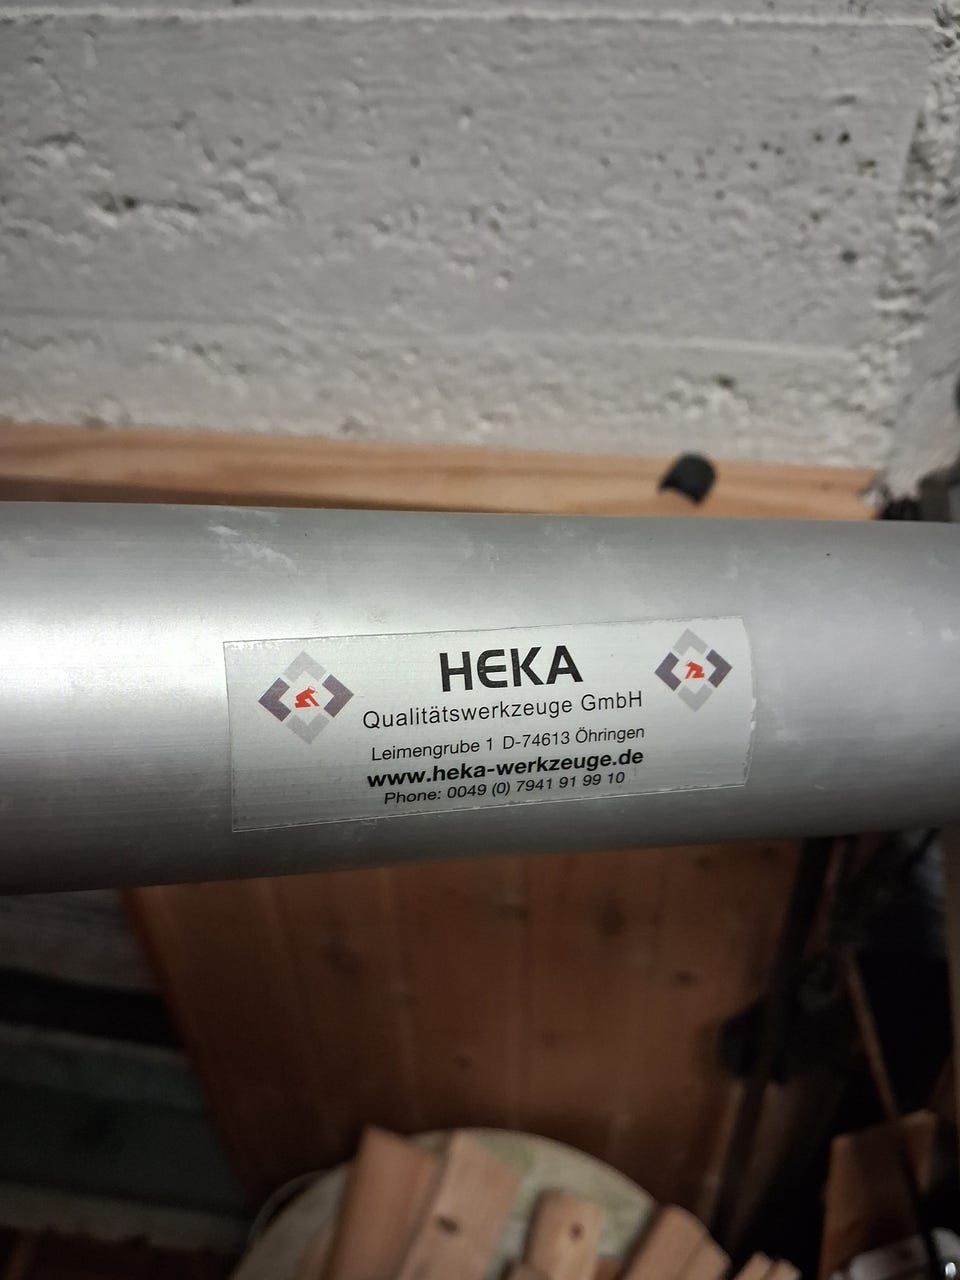 HEKA
Qualitätswerkzeuge GmbH
Leimengrube 1 D-74613 Öhringen
www.heka-werkzeuge.de
Phone: 0049 (0) 7941 91 99 10